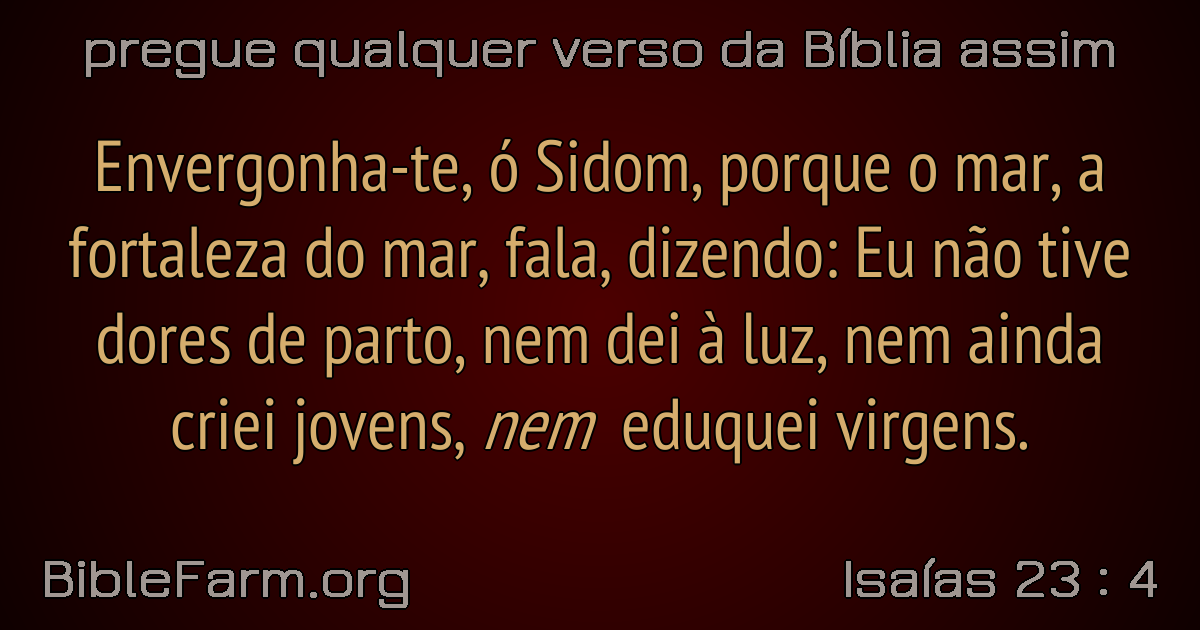 pregue qualquer verso da Bíblia assim
Envergonha-te, ó Sidom, porque o mar, a
fortaleza do mar, fala, dizendo: Eu não tive
dores de parto, nem dei à luz, nem ainda
criei jovens, nem eduquei virgens.
BibleFarm.org
Isaías 23 : 4